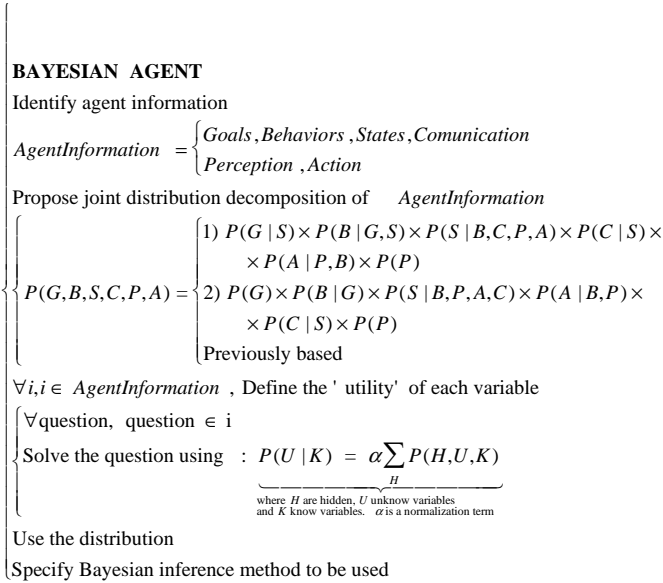 BAYESIAN AGENT
Identify agent information
AgentInformation = { Goals, Behaviors, States, Comunication
Perception, Action
Propose joint distribution decomposition of AgentInformation
P(G,B,S,C,P,A) = { 1) P(G | S) × P(B | G,S) × P(S | B,C,P,A) × P(C | S) ×
× P(A | P,B) × P(P)
2) P(G) × P(B | G) × P(S | B,P,A,C) × P(A | B,P) ×
× P(C | S) × P(P)
Previously based
∀i,i ∈ AgentInformation , Define the ' utility' of each variable
∀question, question ∈ i
Solve the question using : P(U | K) = α∑_H P(H,U,K)
where H are hidden, U unknow variables
and K know variables. α is a normalization term
Use the distribution
Specify Bayesian inference method to be used